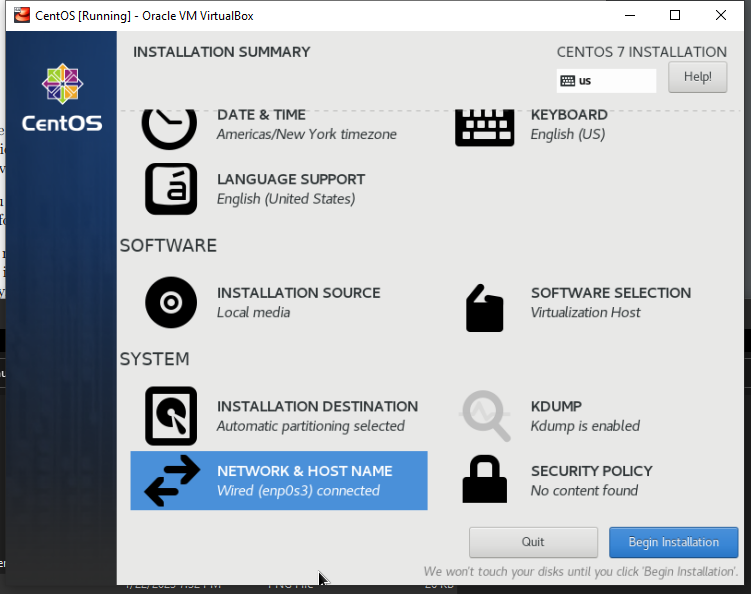 CentOS [Running] - Oracle VM VirtualBox
INSTALLATION SUMMARY
CENTOS 7 INSTALLATION
us
Help!
CentOS
DATE & TIME
Americas/New York timezone
KEYBOARD
English (US)
LANGUAGE SUPPORT
English (United States)
SOFTWARE
INSTALLATION SOURCE
Local media
SOFTWARE SELECTION
Virtualization Host
SYSTEM
INSTALLATION DESTINATION
Automatic partitioning selected
KDUMP
Kdump is enabled
NETWORK & HOST NAME
Wired (enp0s3) connected
SECURITY POLICY
No content found
Quit
Begin Installation
We won't touch your disks until you click 'Begin Installation'.